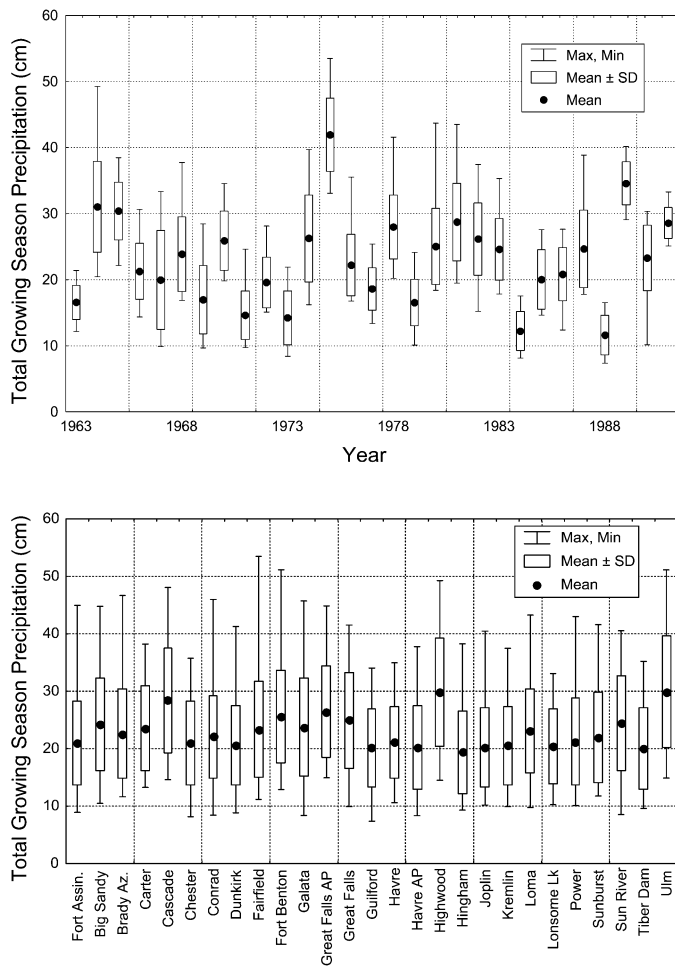 Total Growing Season Precipitation (cm)
60
50
40
30
20
10
0
Max, Min
Mean ± SD
Mean
1963 1968 1973 1978 1983 1988
Year
Total Growing Season Precipitation (cm)
60
50
40
30
20
10
0
Max, Min
Mean ± SD
Mean
Fort Assin.
Big Sandy
Brady Az.
Carter
Cascade
Chester
Conrad
Dunkirk
Fairfield
Fort Benton
Galata
Great Falls AP
Great Falls
Guilford
Havre
Havre AP
Highwood
Hingham
Joplin
Kremlin
Loma
Lonsome Lk
Power
Sunburst
Sun River
Tiber Dam
Ulm